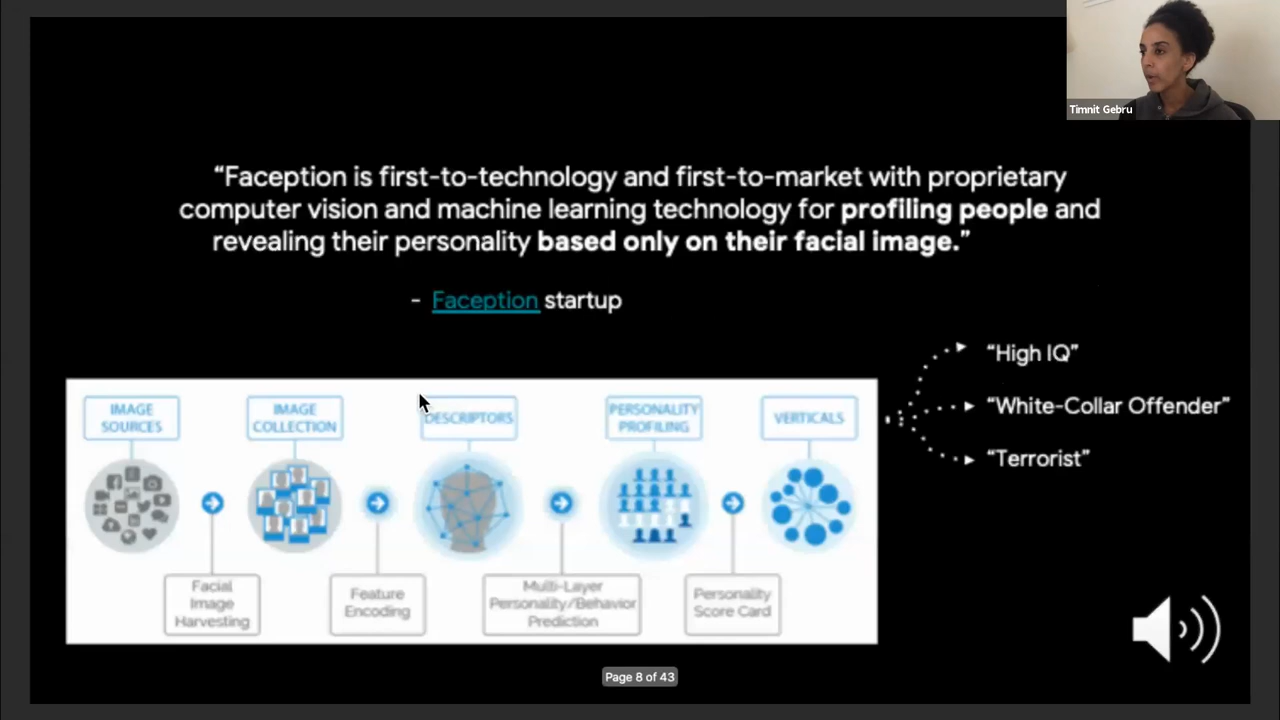 Timnit Gebru
“Faception is first-to-technology and first-to-market with proprietary
computer vision and machine learning technology for profiling people and
revealing their personality based only on their facial image.”
- Faception startup
IMAGE
SOURCES
IMAGE
COLLECTION
DESCRIPTORS
PERSONALITY
PROFILING
VERTICALS
Facial
Image
Harvesting
Feature
Encoding
Multi-Layer
Personality/Behavior
Prediction
Personality
Score Card
“High IQ”
“White-Collar Offender”
“Terrorist”
Page 8 of 43